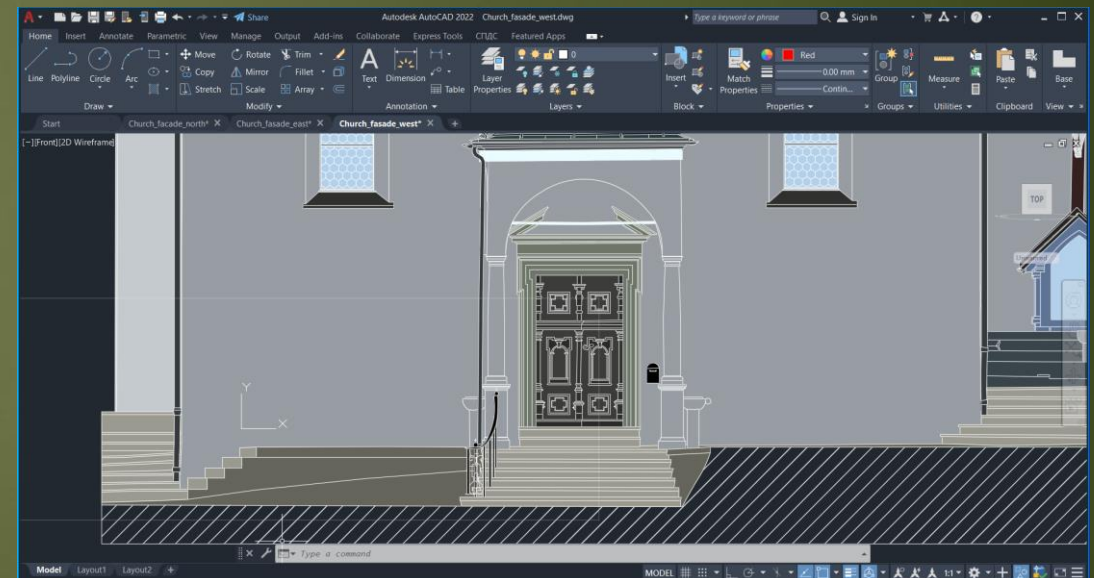 Share
Autodesk AutoCAD 2022 Church_fasade_west.dwg
Type a keyword or phrase
Sign In
Home Insert Annotate Parametric View Manage Output Add-ins Collaborate Express Tools СПДС Featured Apps
Line Polyline Circle Arc
Move Rotate Trim
Copy Mirror Fillet
Stretch Scale Array
Text Dimension
Table
Layer Properties
0
Insert
Match Properties
Red
0.00 mm
Contin...
Group
Measure
Paste
Base
Draw Modify Annotation Layers Block Properties Groups Utilities Clipboard View
Start Church_facade_north* Church_fasade_east* Church_fasade_west*
[−][Front][2D Wireframe]
TOP
Unnamed
Y
X
Type a command
Model Layout1 Layout2
MODEL
1:1